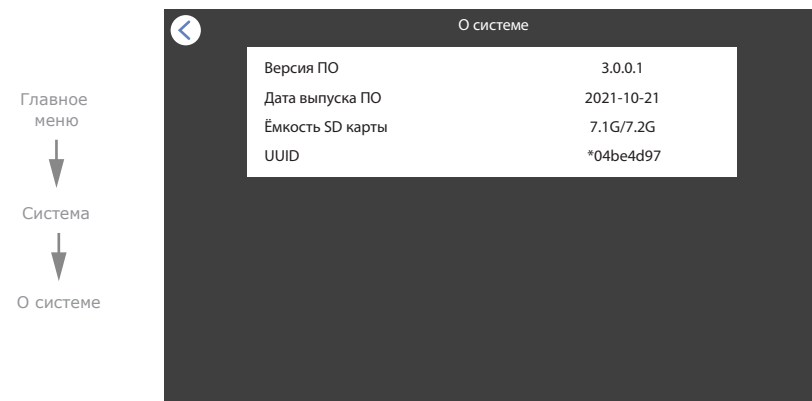 Главное
меню
Система
О системе
О системе
Версия ПО 3.0.0.1
Дата выпуска ПО 2021-10-21
Ёмкость SD карты 7.1G/7.2G
UUID *04be4d97